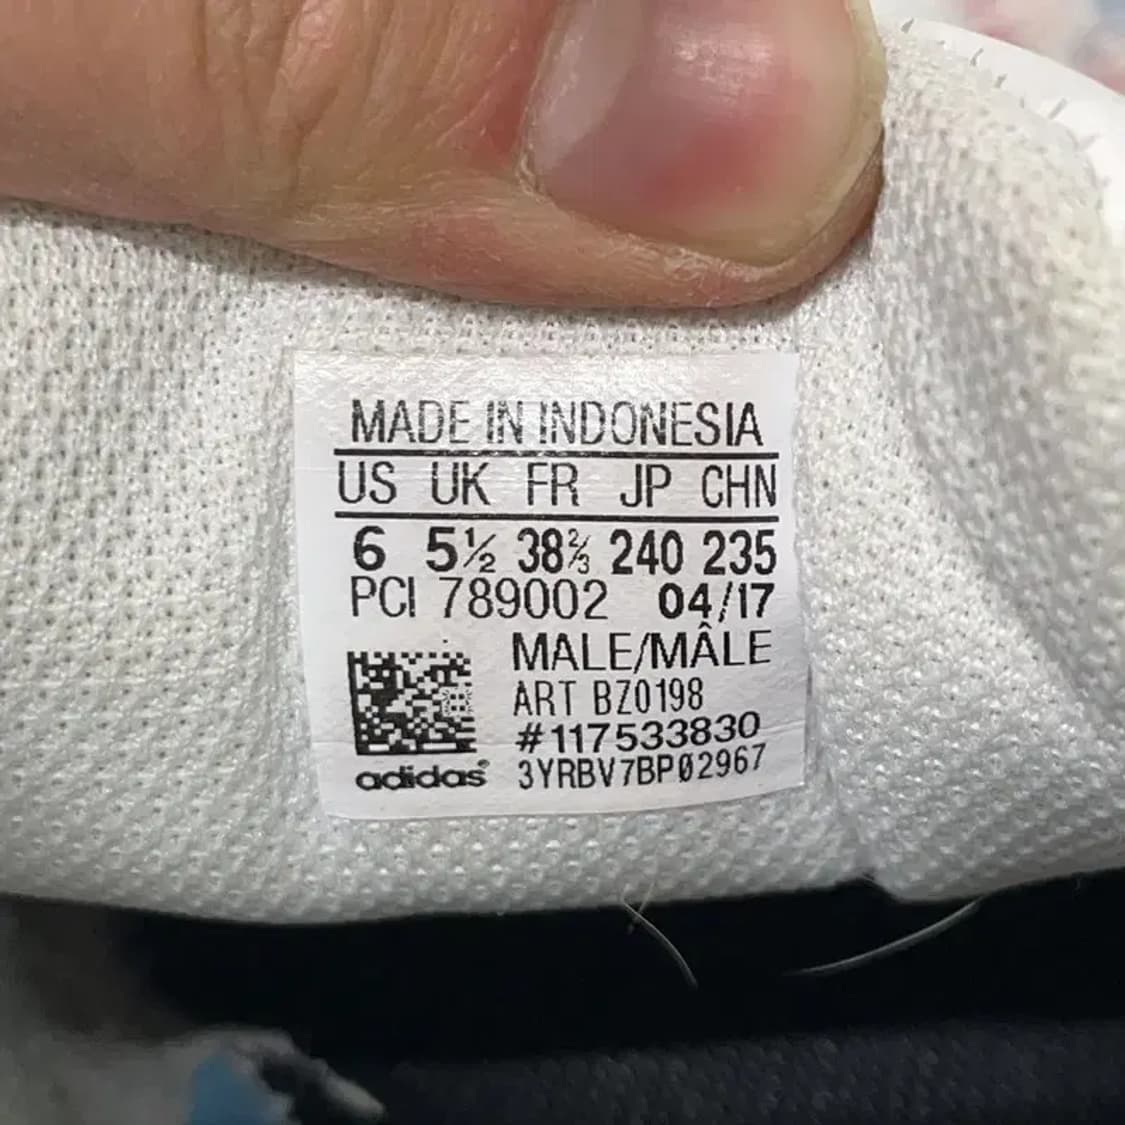 MADE IN INDONESIA
US UK FR JP CHN
6 5½ 38⅔ 240 235
PCI 789002 04/17
MALE/MÂLE
ART BZ0198
#117533830
adidas® 3YRBV7BPØ2967